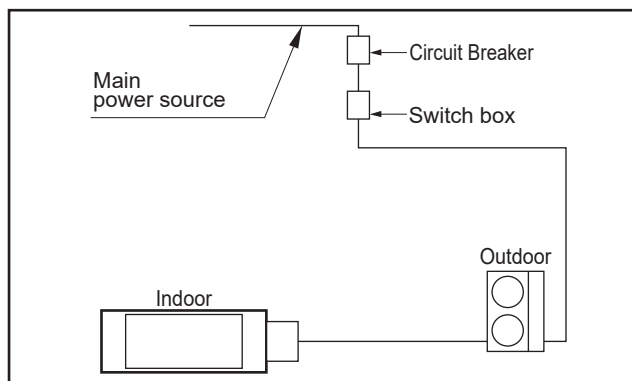 Circuit Breaker
Main
power source
Switch box
Outdoor
Indoor